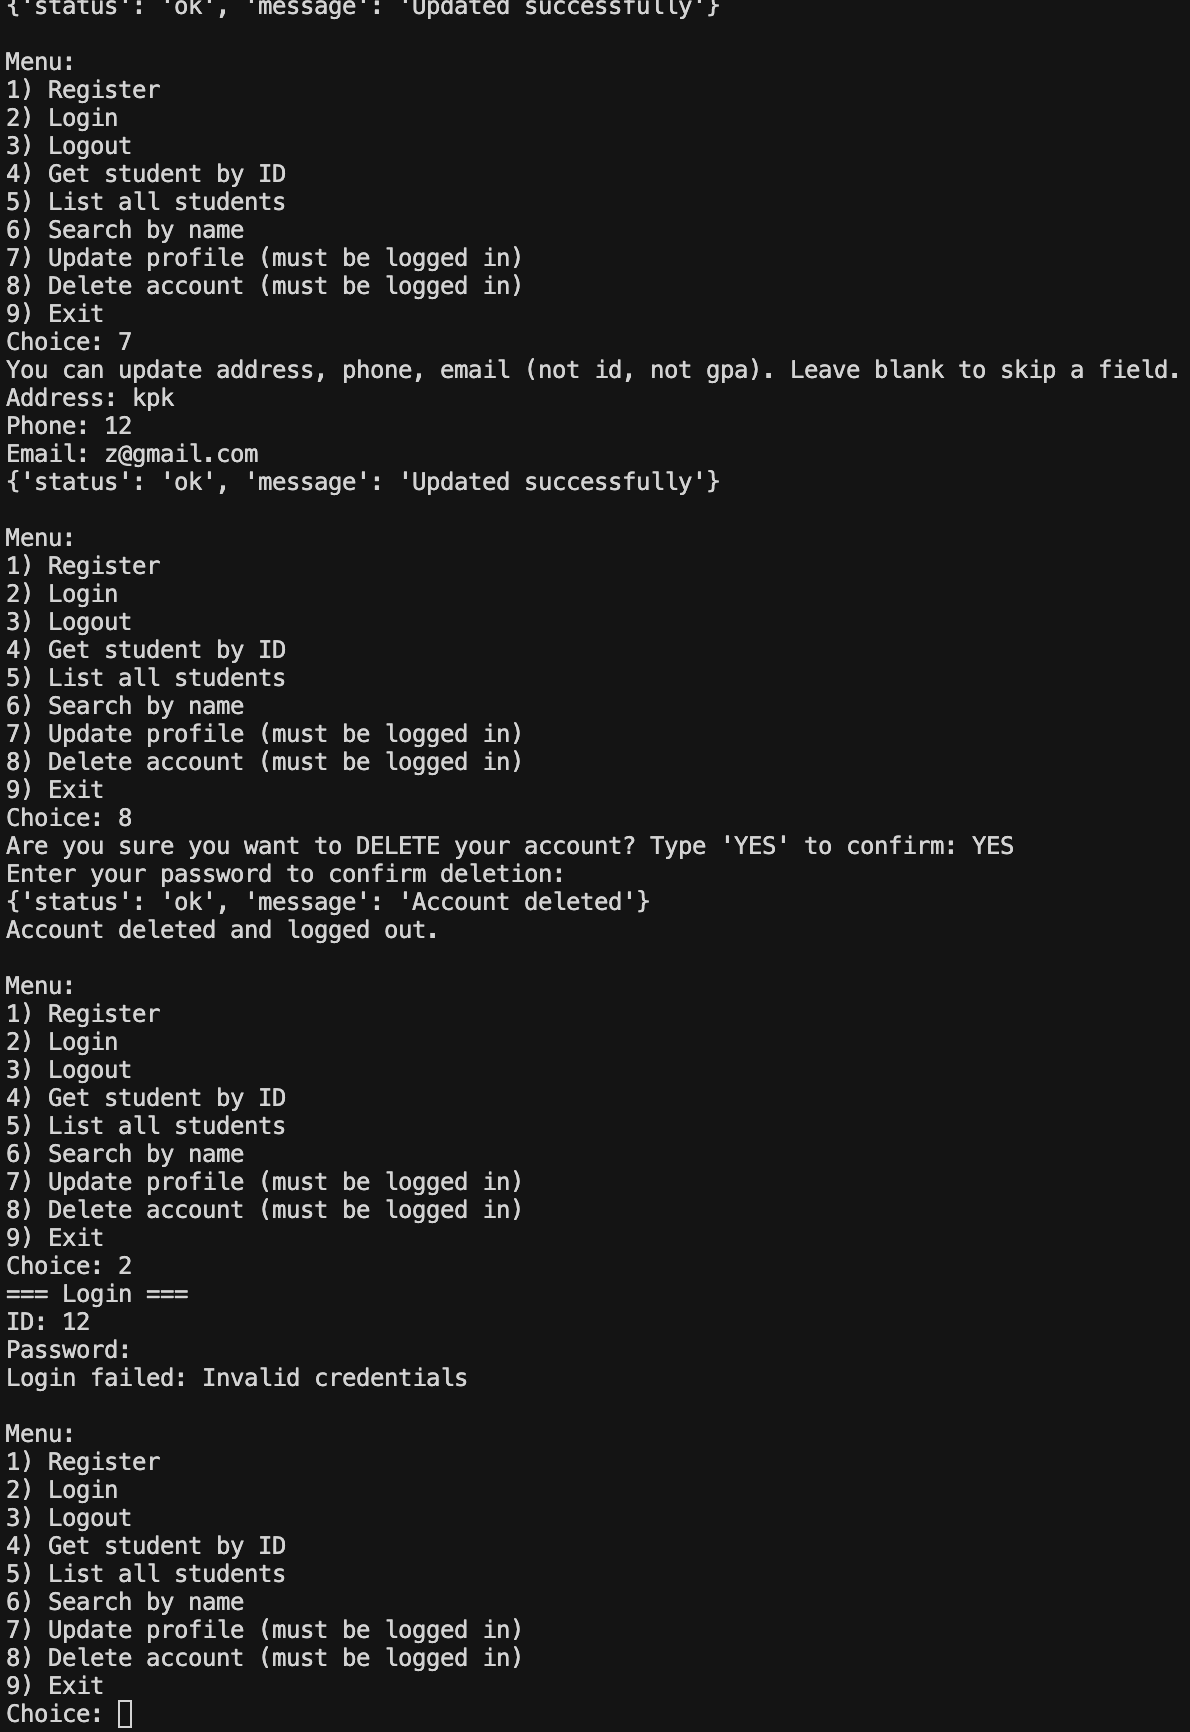 {'status': 'ok', 'message': 'Updated successfully'}
Menu:
1) Register
2) Login
3) Logout
4) Get student by ID
5) List all students
6) Search by name
7) Update profile (must be logged in)
8) Delete account (must be logged in)
9) Exit
Choice: 7
You can update address, phone, email (not id, not gpa). Leave blank to skip a field.
Address: kpk
Phone: 12
Email: z@gmail.com
{'status': 'ok', 'message': 'Updated successfully'}
Menu:
1) Register
2) Login
3) Logout
4) Get student by ID
5) List all students
6) Search by name
7) Update profile (must be logged in)
8) Delete account (must be logged in)
9) Exit
Choice: 8
Are you sure you want to DELETE your account? Type 'YES' to confirm: YES
Enter your password to confirm deletion:
{'status': 'ok', 'message': 'Account deleted'}
Account deleted and logged out.
Menu:
1) Register
2) Login
3) Logout
4) Get student by ID
5) List all students
6) Search by name
7) Update profile (must be logged in)
8) Delete account (must be logged in)
9) Exit
Choice: 2
=== Login ===
ID: 12
Password:
Login failed: Invalid credentials
Menu:
1) Register
2) Login
3) Logout
4) Get student by ID
5) List all students
6) Search by name
7) Update profile (must be logged in)
8) Delete account (must be logged in)
9) Exit
Choice: